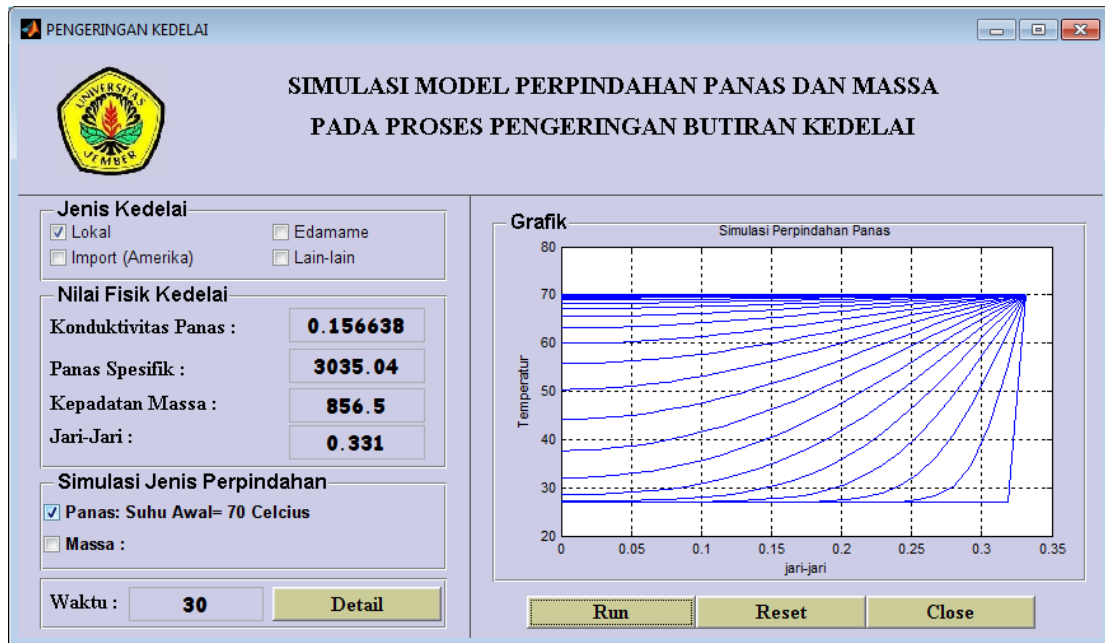 PENGERINGAN KEDELAI
UNIVERSITAS
JEMBER
SIMULASI MODEL PERPINDAHAN PANAS DAN MASSA
PADA PROSES PENGERINGAN BUTIRAN KEDELAI
Jenis Kedelai
Lokal
Edamame
Import (Amerika)
Lain-lain
Nilai Fisik Kedelai
Konduktivitas Panas :
0.156638
Panas Spesifik :
3035.04
Kepadatan Massa :
856.5
Jari-Jari :
0.331
Simulasi Jenis Perpindahan
Panas: Suhu Awal= 70 Celcius
Massa :
Waktu :
30
Detail
Grafik
Simulasi Perpindahan Panas
80
70
60
50
40
30
20
Temperatur
0
0.05
0.1
0.15
0.2
0.25
0.3
0.35
jari-jari
Run
Reset
Close